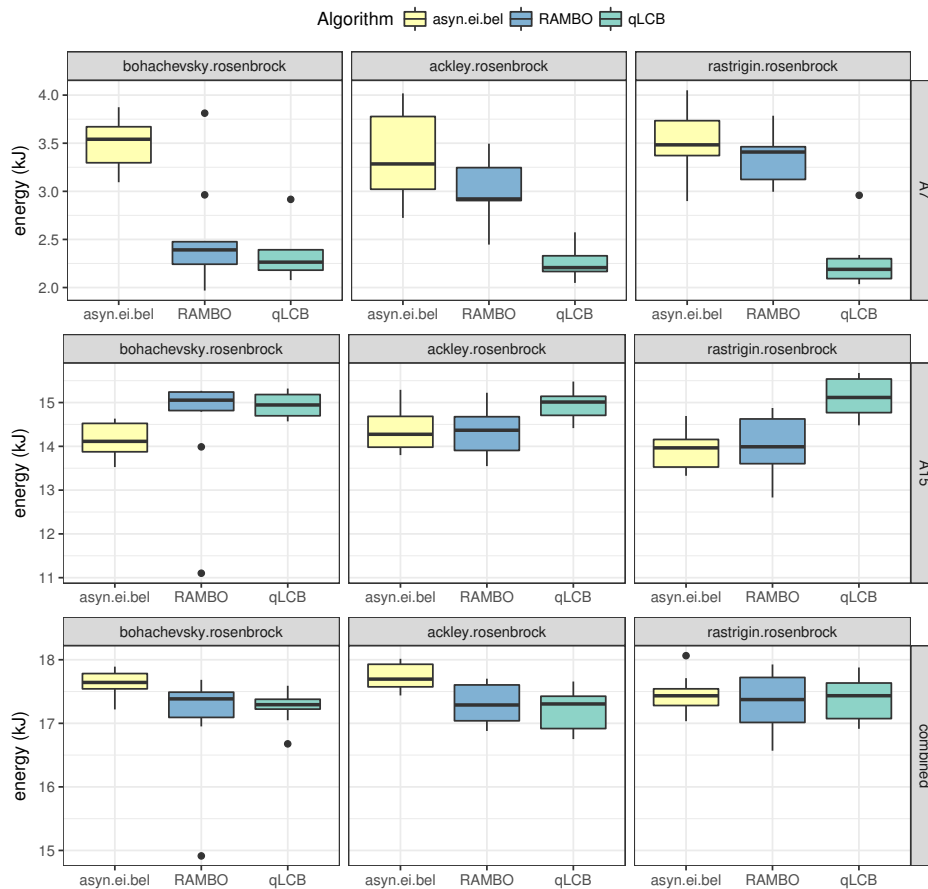 Algorithm asyn.ei.bel RAMBO qLCB
bohachevsky.rosenbrock ackley.rosenbrock rastrigin.rosenbrock
4.0
3.5
3.0
2.5
2.0
energy (kJ)
A7
asyn.ei.bel RAMBO qLCB asyn.ei.bel RAMBO qLCB asyn.ei.bel RAMBO qLCB
bohachevsky.rosenbrock ackley.rosenbrock rastrigin.rosenbrock
15
14
13
12
11
energy (kJ)
A15
asyn.ei.bel RAMBO qLCB asyn.ei.bel RAMBO qLCB asyn.ei.bel RAMBO qLCB
bohachevsky.rosenbrock ackley.rosenbrock rastrigin.rosenbrock
18
17
16
15
energy (kJ)
combined
asyn.ei.bel RAMBO qLCB asyn.ei.bel RAMBO qLCB asyn.ei.bel RAMBO qLCB